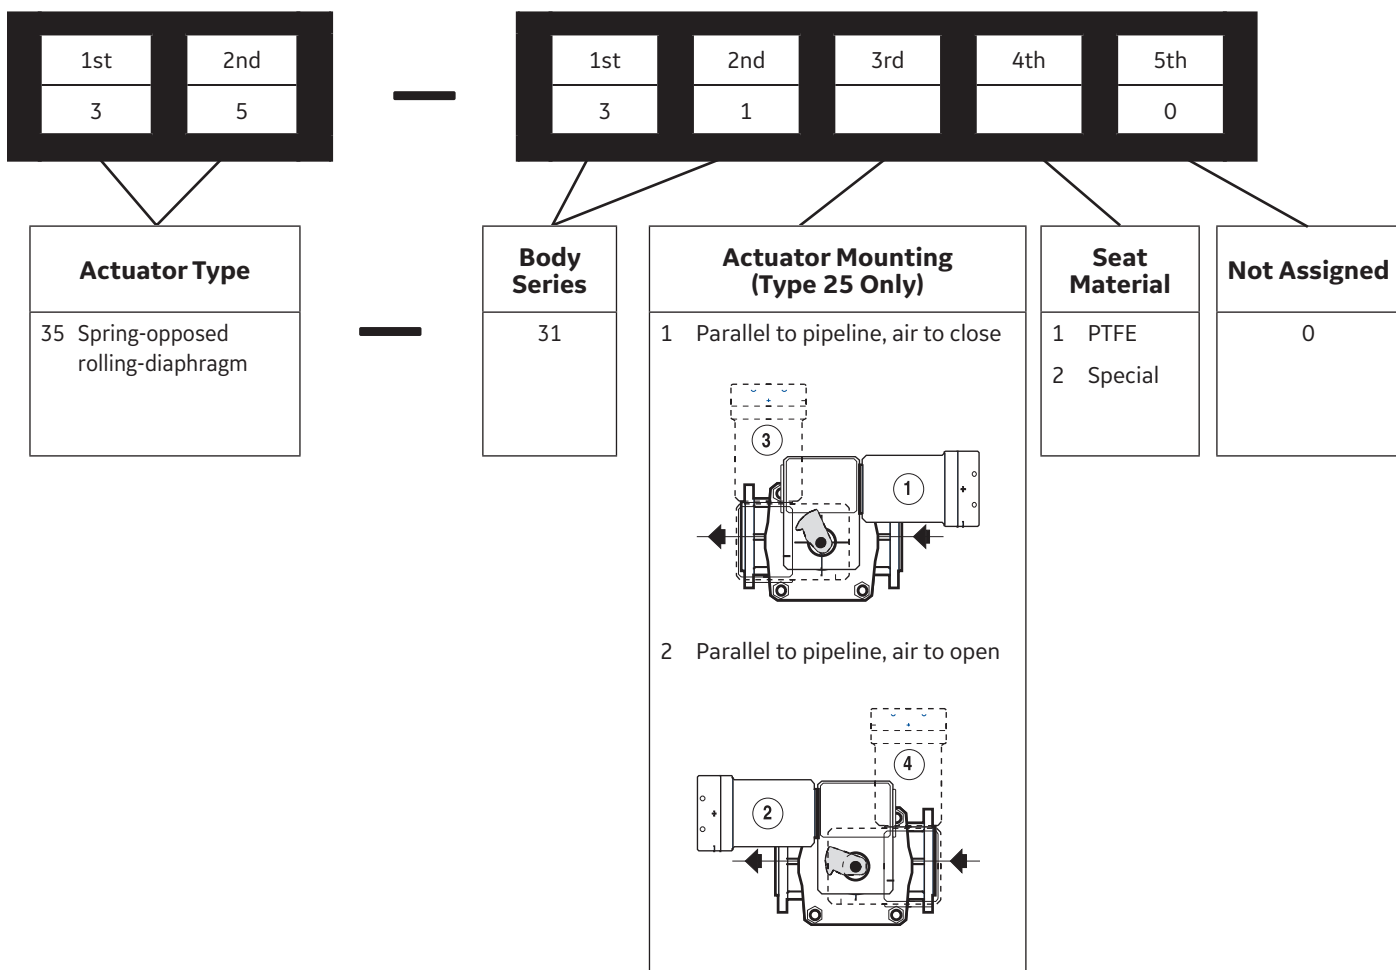 1st 2nd 1st 2nd 3rd 4th 5th
3 5 3 1 0
Actuator Type
35 Spring-opposed
rolling-diaphragm
Body
Series
31
Actuator Mounting
(Type 25 Only)
1 Parallel to pipeline, air to close
3
1
2 Parallel to pipeline, air to open
4
2
Seat
Material
1 PTFE
2 Special
Not Assigned
0